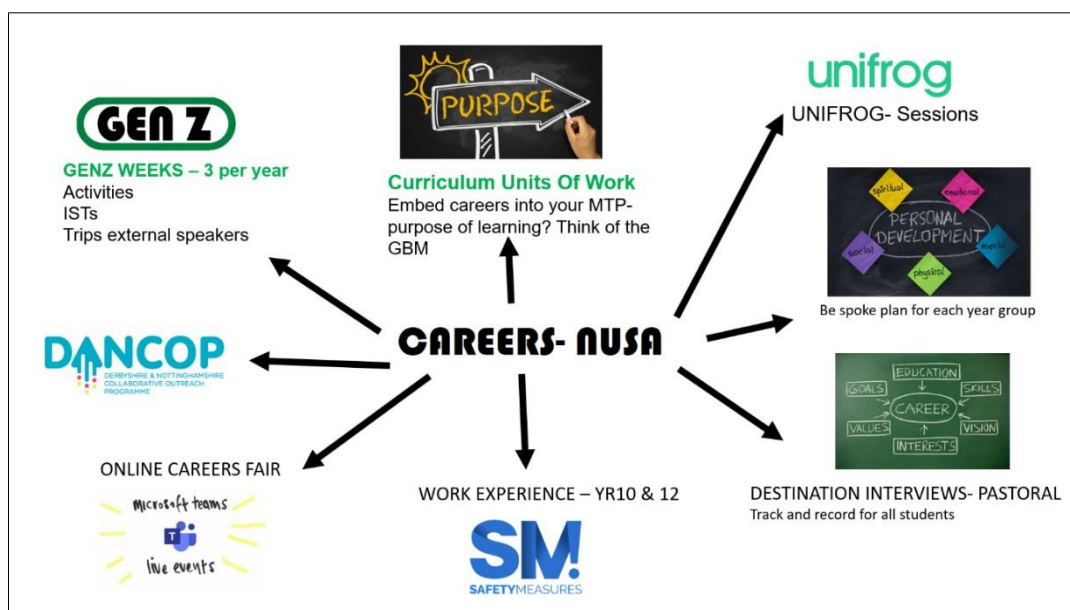 GEN Z
GENZ WEEKS – 3 per year
Activities
ISTs
Trips external speakers
PURPOSE
Curriculum Units Of Work
Embed careers into your MTP-
purpose of learning? Think of the
GBM
unifrog
UNIFROG- Sessions
spiritual
emotional
PERSONAL
DEVELOPMENT
social
mental
physical
Be spoke plan for each year group
CAREERS- NUSA
DANCOP
DERBYSHIRE & NOTTINGHAMSHIRE
COLLABORATIVE OUTREACH
PROGRAMME
EDUCATION
GOALS
SKILLS
CAREER
VALUES
VISION
INTERESTS
DESTINATION INTERVIEWS- PASTORAL
Track and record for all students
ONLINE CAREERS FAIR
microsoft teams
T
live events
WORK EXPERIENCE – YR10 & 12
SM!
SAFETYMEASURES